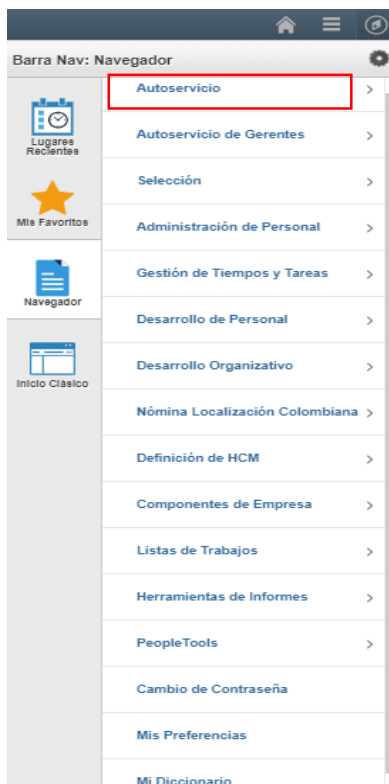 Barra Nav: Navegador
Lugares
Recientes
Mis Favoritos
Navegador
Inicio Clásico
Autoservicio
Autoservicio de Gerentes
Selección
Administración de Personal
Gestión de Tiempos y Tareas
Desarrollo de Personal
Desarrollo Organizativo
Nómina Localización Colombiana
Definición de HCM
Componentes de Empresa
Listas de Trabajos
Herramientas de Informes
PeopleTools
Cambio de Contraseña
Mis Preferencias
Mi Diccionario